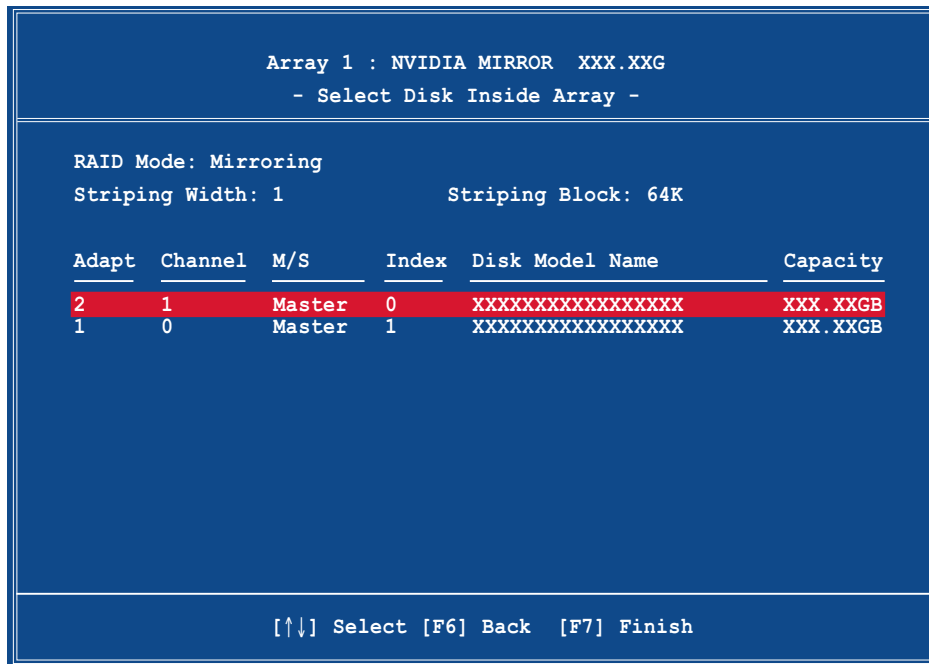 Array 1 : NVIDIA MIRROR XXX.XXG
- Select Disk Inside Array -
RAID Mode: Mirroring
Striping Width: 1 Striping Block: 64K
Adapt Channel M/S Index Disk Model Name Capacity
2 1 Master 0 XXXXXXXXXXXXXXXXX XXX.XXGB
1 0 Master 1 XXXXXXXXXXXXXXXXX XXX.XXGB
[↑↓] Select [F6] Back [F7] Finish